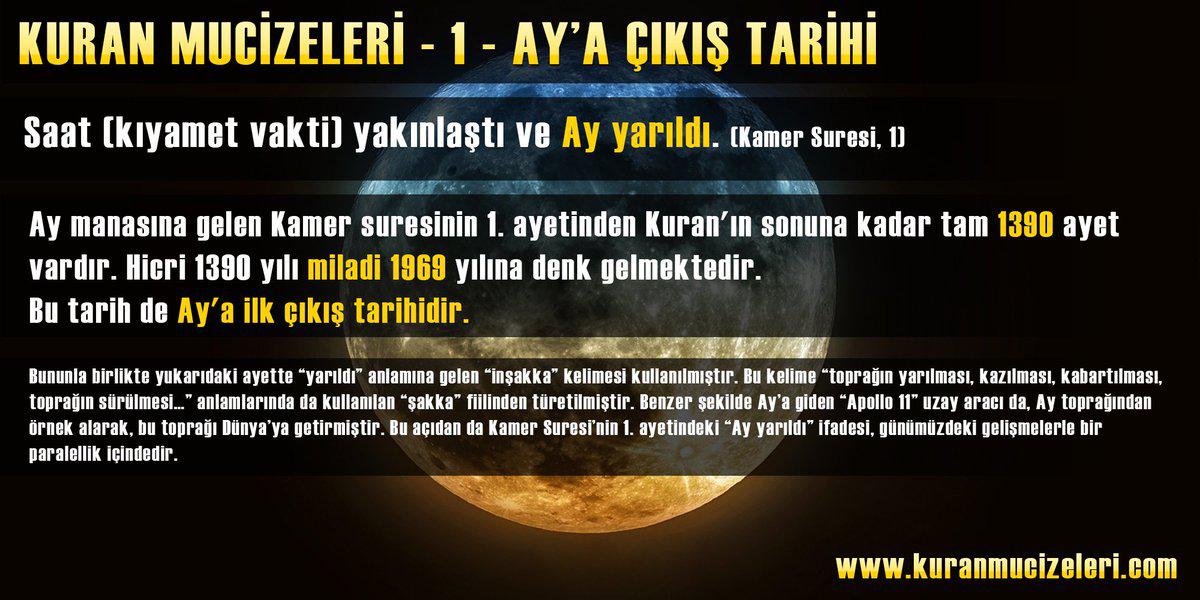 KURAN MUCİZELERİ - 1 - AY'A ÇIKIŞ TARİHİ
Saat (kıyamet vakti) yakınlaştı ve Ay yarıldı. (Kamer Suresi, 1)
Ay manasına gelen Kamer suresinin 1. ayetinden Kuran'ın sonuna kadar tam 1390 ayet
vardır. Hicri 1390 yılı miladi 1969 yılına denk gelmektedir.
Bu tarih de Ay'a ilk çıkış tarihidir.
Bununla birlikte yukarıdaki ayette “yarıldı” anlamına gelen “inşakka” kelimesi kullanılmıştır. Bu kelime “toprağın yarılması, kazılması, kabartılması,
toprağın sürülmesi...” anlamlarında da kullanılan “şakka” fiilinden türetilmiştir. Benzer şekilde Ay'a giden “Apollo 11” uzay aracı da, Ay toprağından
örnek alarak, bu toprağı Dünya'ya getirmiştir. Bu açıdan da Kamer Suresi'nin 1. ayetindeki “Ay yarıldı” ifadesi, günümüzdeki gelişmelerle bir
paralellik içindedir.
www.kuranmucizeleri.com